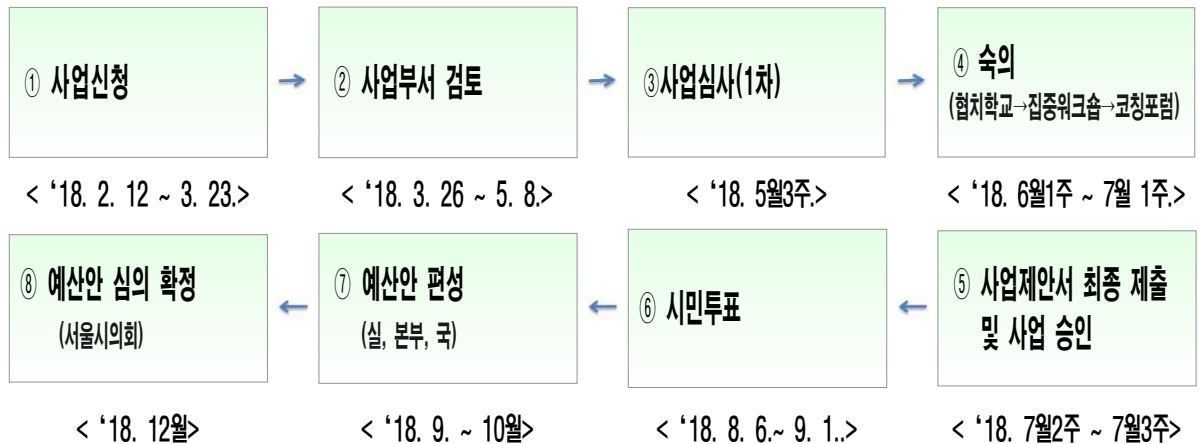 ① 사업신청
② 사업부서 검토
③사업심사(1차)
④ 숙의
(협치학교→집중워크숍→코칭포럼)
< ‘18. 2. 12 ~ 3. 23.>
< ‘18. 3. 26 ~ 5. 8.>
< ‘18. 5월3주.>
< ‘18. 6월1주 ~ 7월 1주.>
⑤ 사업제안서 최종 제출
및 사업 승인
⑥ 시민투표
⑦ 예산안 편성
(실, 본부, 국)
⑧ 예산안 심의 확정
(서울시의회)
< ‘18. 7월2주 ~ 7월3주>
< ‘18. 8. 6.~ 9. 1..>
< ‘18. 9. ~ 10월>
< ‘18. 12월>